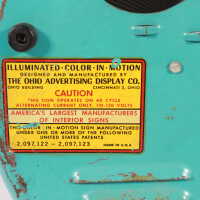 ILLUMINATED·COLOR·IN·MOTION
DESIGNED AND MANUFACTURED BY
THE OHIO ADVERTISING DISPLAY CO.
OHIO BUILDING CINCINNATI 2, OHIO
CAUTION
THIS SIGN OPERATES ON 60 CYCLE
ALTERNATING CURRENT ONLY, 110-120 VOLTS
AMERICA'S LARGEST MANUFACTURERS
OF INTERIOR SIGNS
THIS COLOR·IN·MOTION SIGN MANUFACTURED
UNDER ONE OR MORE OF THE FOLLOWING
UNITED STATES PATENTS
2,097,122 - 2,097,123
MADE IN U.S.A.